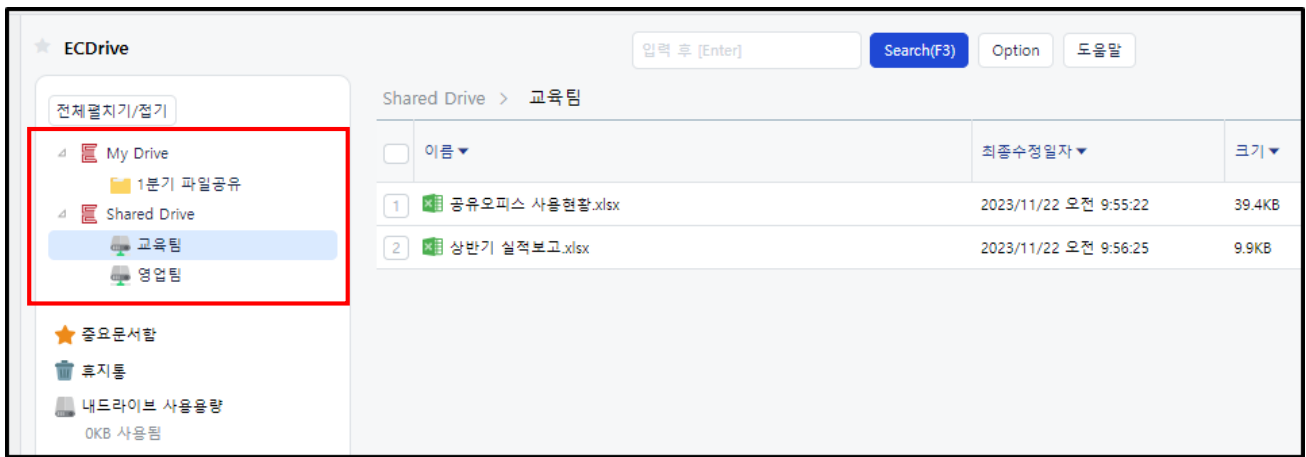 ECDrive
입력 후 [Enter]
Search(F3)
Option
도움말
전체펼치기/접기
My Drive
1분기 파일공유
Shared Drive
교육팀
영업팀
중요문서함
휴지통
내드라이브 사용용량
0KB 사용됨
Shared Drive > 교육팀
이름▼ 최종수정일자▼ 크기▼
1 공유오피스 사용현황.xlsx 2023/11/22 오전 9:55:22 39.4KB
2 상반기 실적보고.xlsx 2023/11/22 오전 9:56:25 9.9KB